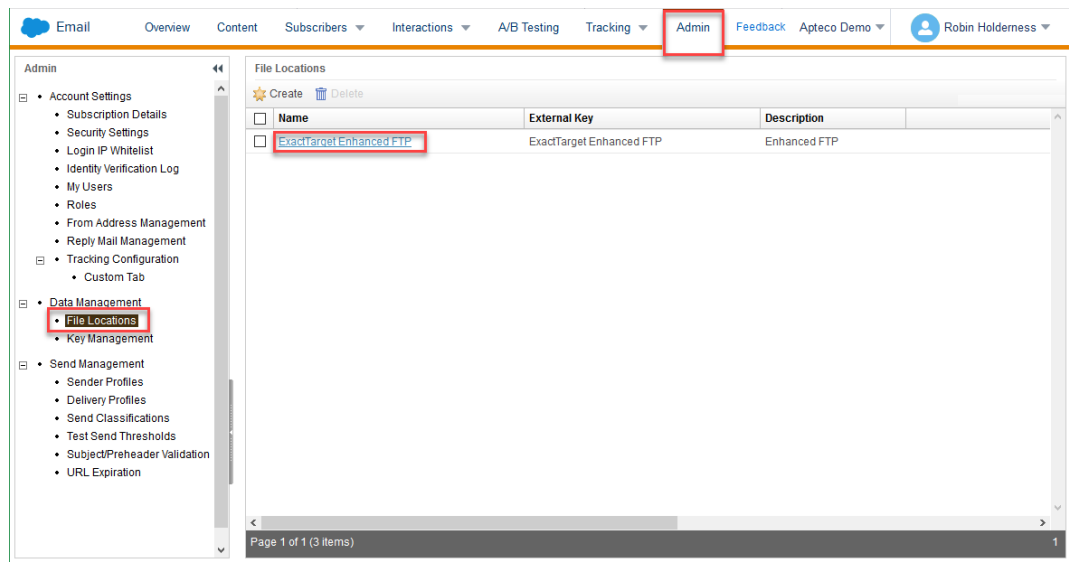 Email Overview Content Subscribers Interactions A/B Testing Tracking Admin Feedback Apteco Demo Robin Holderness
Admin
Account Settings
Subscription Details
Security Settings
Login IP Whitelist
Identity Verification Log
My Users
Roles
From Address Management
Reply Mail Management
Tracking Configuration
Custom Tab
Data Management
File Locations
Key Management
Send Management
Sender Profiles
Delivery Profiles
Send Classifications
Test Send Thresholds
Subject/Preheader Validation
URL Expiration
File Locations
Create Delete
Name External Key Description
ExactTarget Enhanced FTP ExactTarget Enhanced FTP Enhanced FTP
Page 1 of 1 (3 items) 1